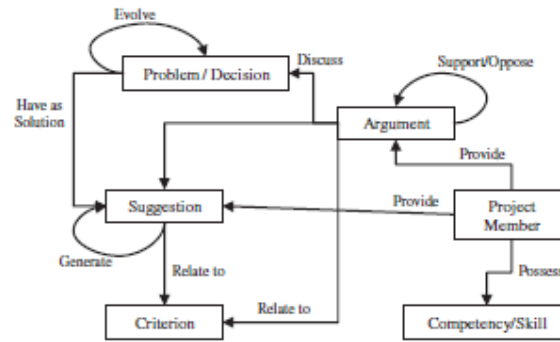 Evolve
Problem / Decision
Discuss
Support/Oppose
Have as
Solution
Argument
Provide
Suggestion
Provide
Project
Member
Generate
Relate to
Possess
Criterion
Relate to
Competency/Skill